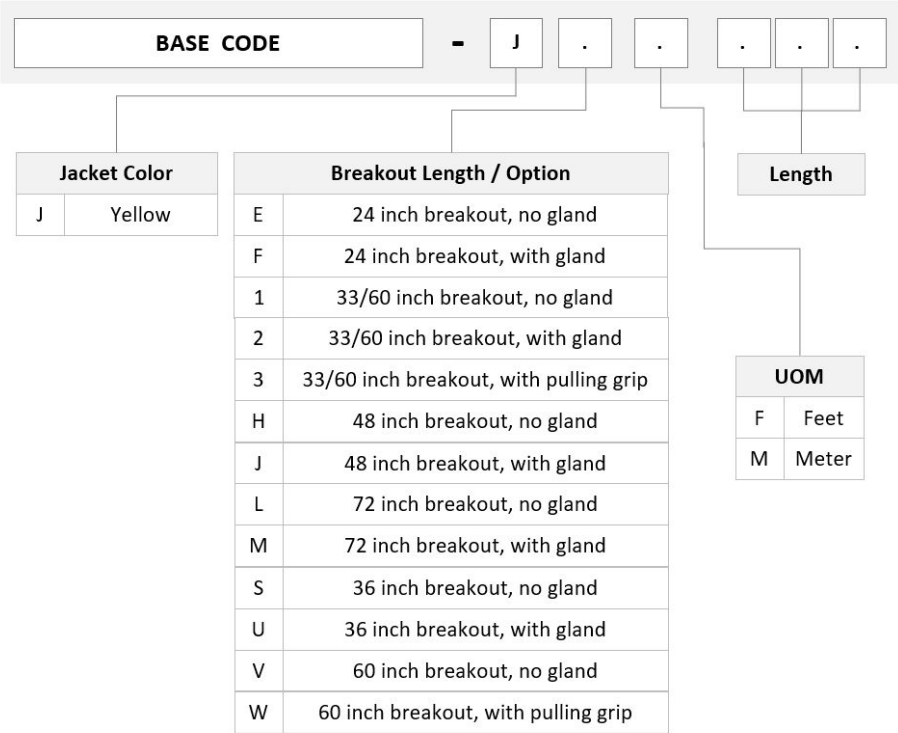 BASE CODE - J . . . . .
Jacket Color
J Yellow
Breakout Length / Option
E 24 inch breakout, no gland
F 24 inch breakout, with gland
1 33/60 inch breakout, no gland
2 33/60 inch breakout, with gland
3 33/60 inch breakout, with pulling grip
H 48 inch breakout, no gland
J 48 inch breakout, with gland
L 72 inch breakout, no gland
M 72 inch breakout, with gland
S 36 inch breakout, no gland
U 36 inch breakout, with gland
V 60 inch breakout, no gland
W 60 inch breakout, with pulling grip
Length
UOM
F Feet
M Meter